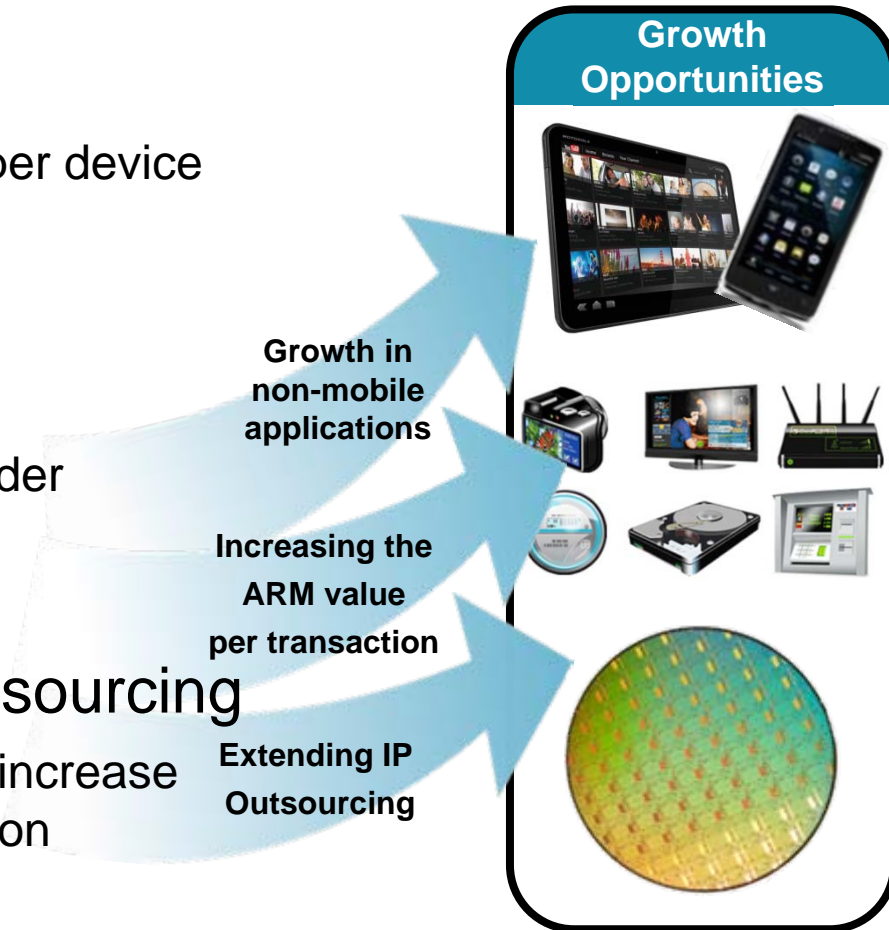 Growth
Opportunities
per device
Growth in
non-mobile
applications
der
Increasing the
ARM value
per transaction
sourcing
increase
on
Extending IP
Outsourcing
MOTOROLA